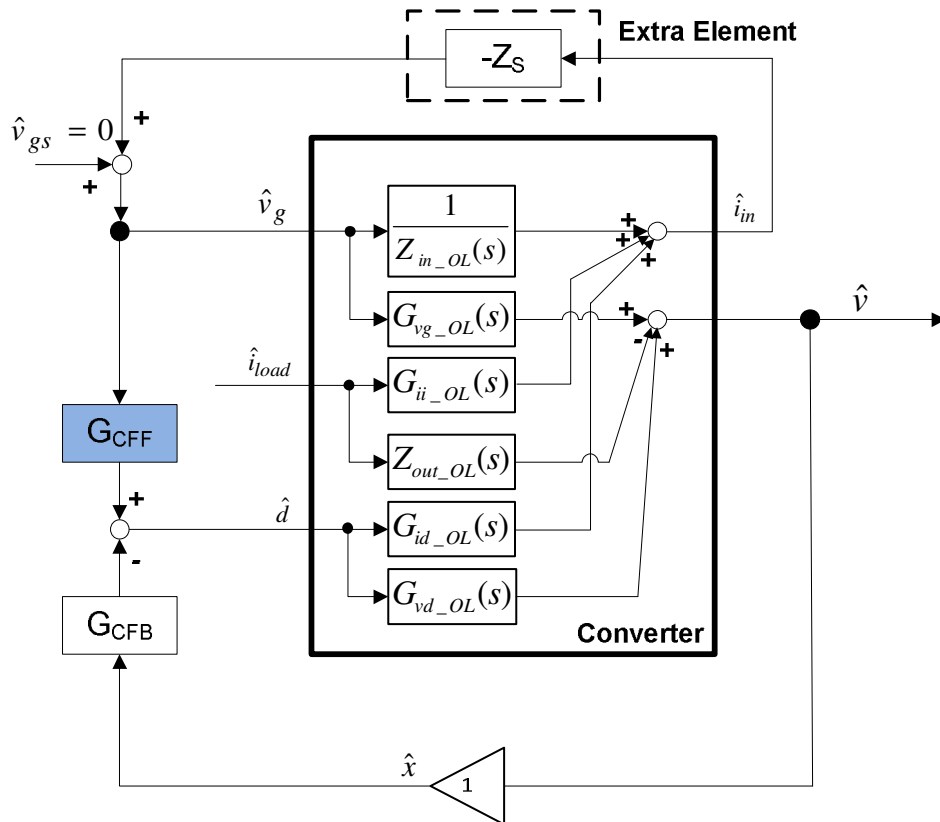 Extra Element
-Z_S
+
v̂_gs = 0
+
v̂_g
1
Z_in_OL(s)
+
+
+
î_in
G_vg_OL(s)
+
-
+
v̂
î_load
G_ii_OL(s)
G_CFF
Z_out_OL(s)
+
d̂
G_id_OL(s)
-
G_vd_OL(s)
G_CFB
Converter
x̂
1